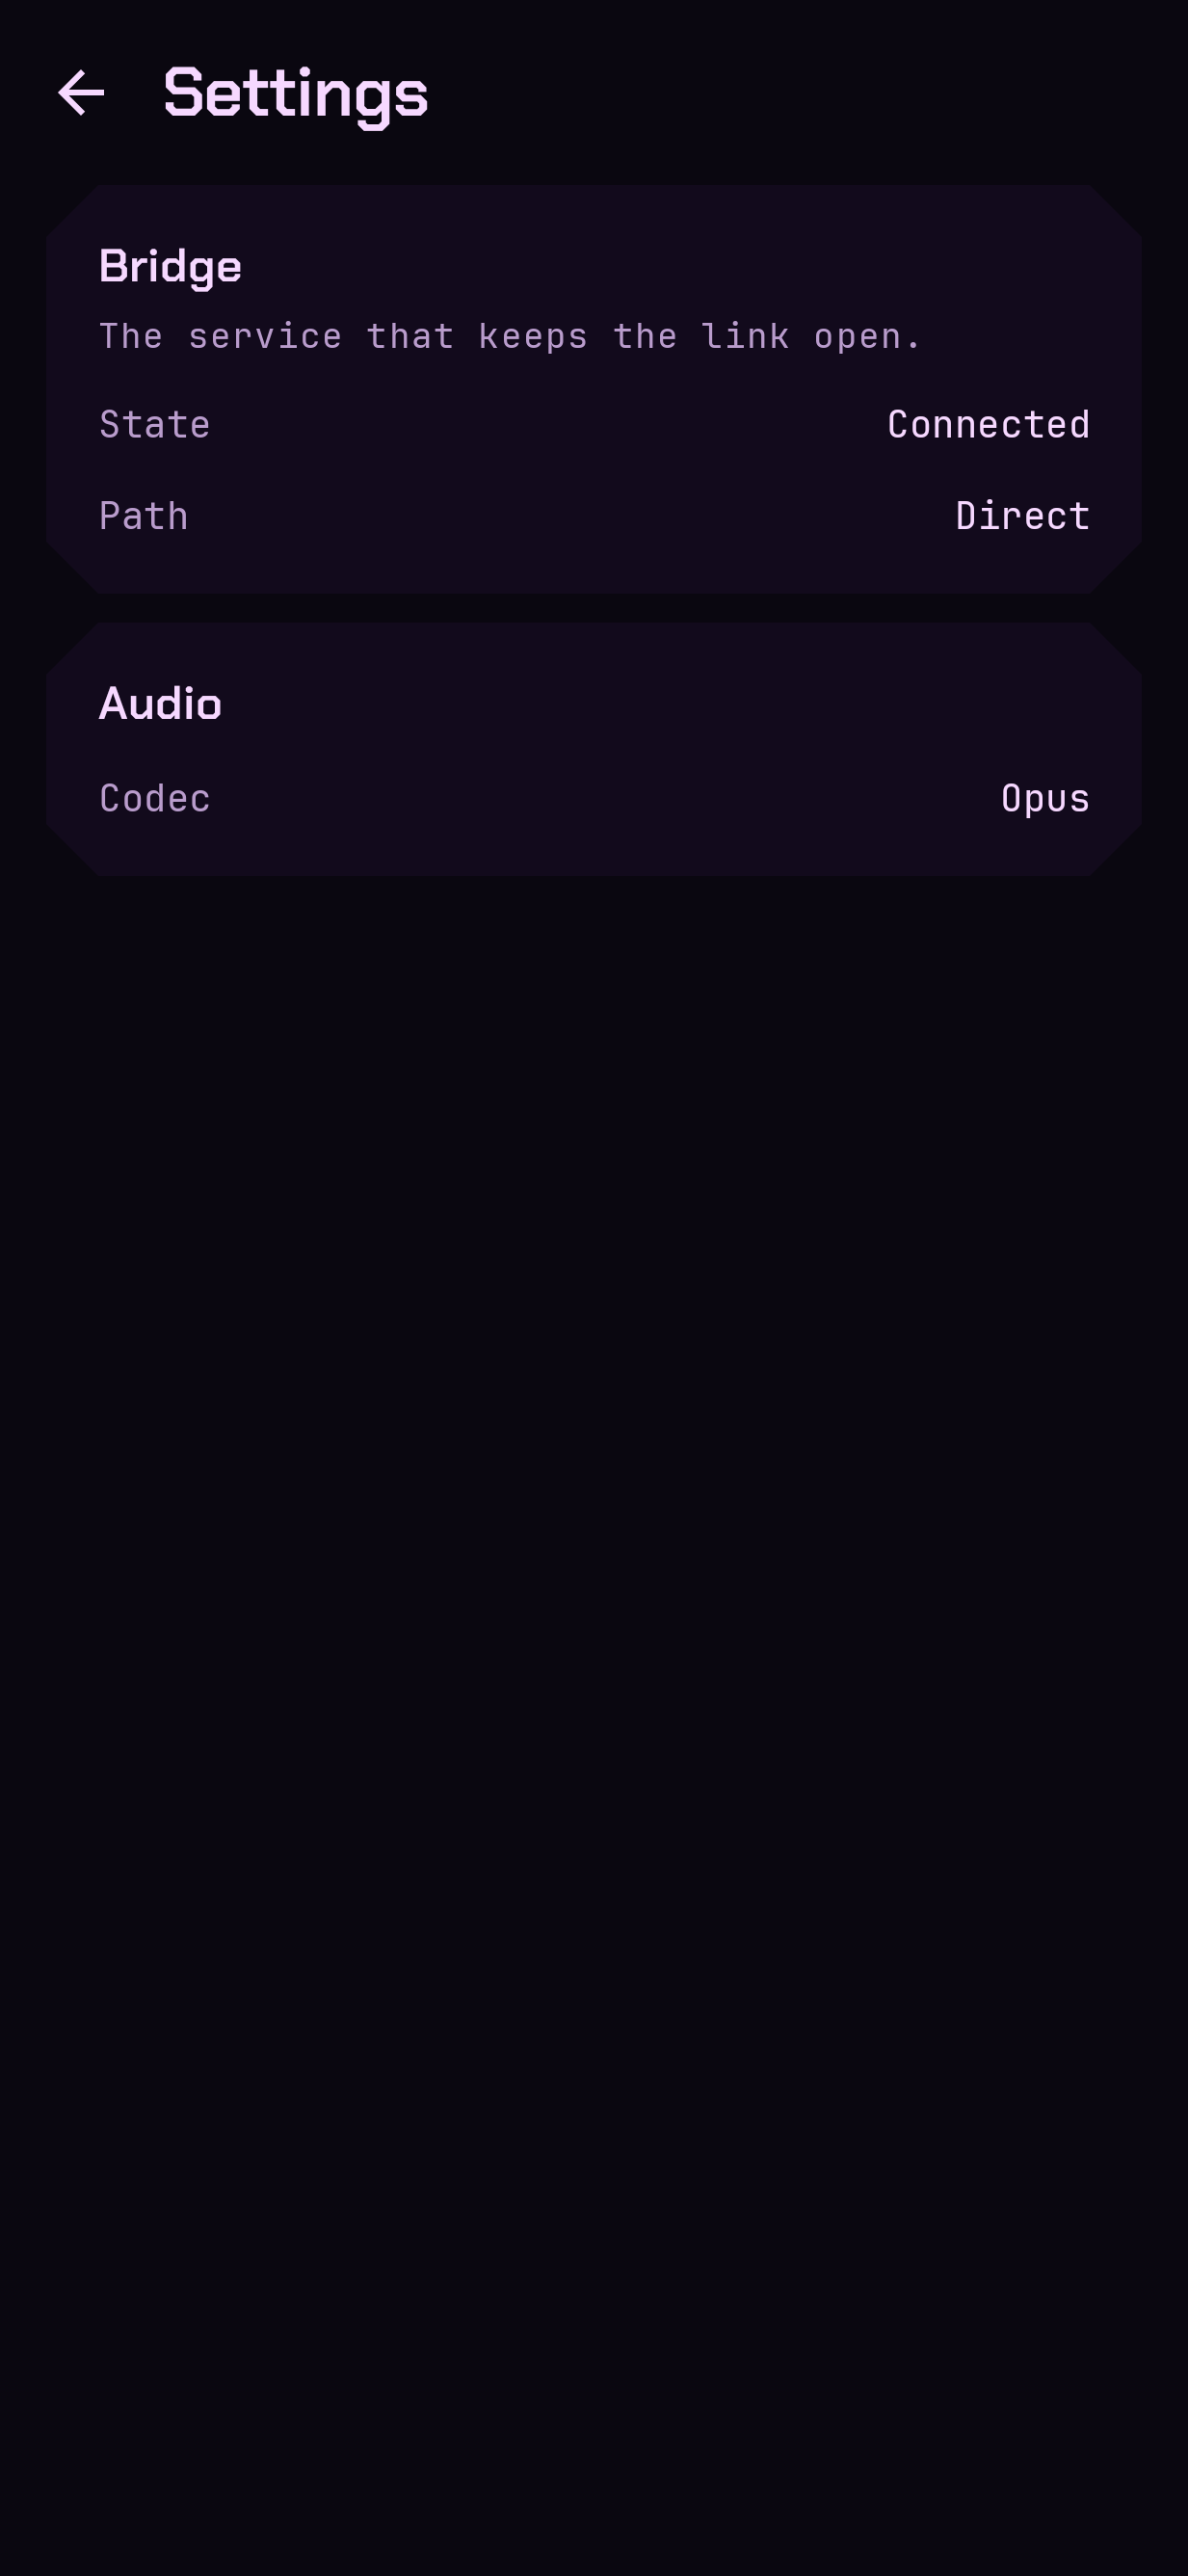 Settings
Bridge
The service that keeps the link open.
State Connected
Path Direct
Audio
Codec Opus